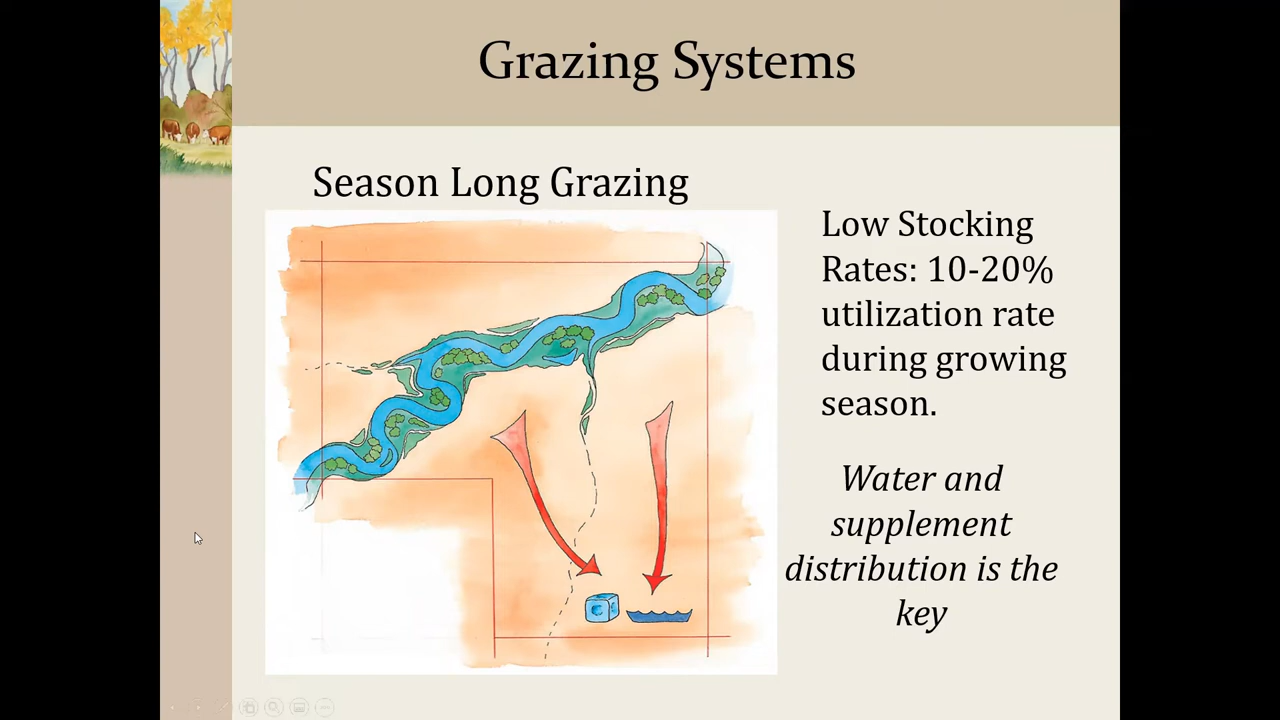 Grazing Systems
Season Long Grazing
Low Stocking
Rates: 10-20%
utilization rate
during growing
season.
Water and
supplement
distribution is the
key